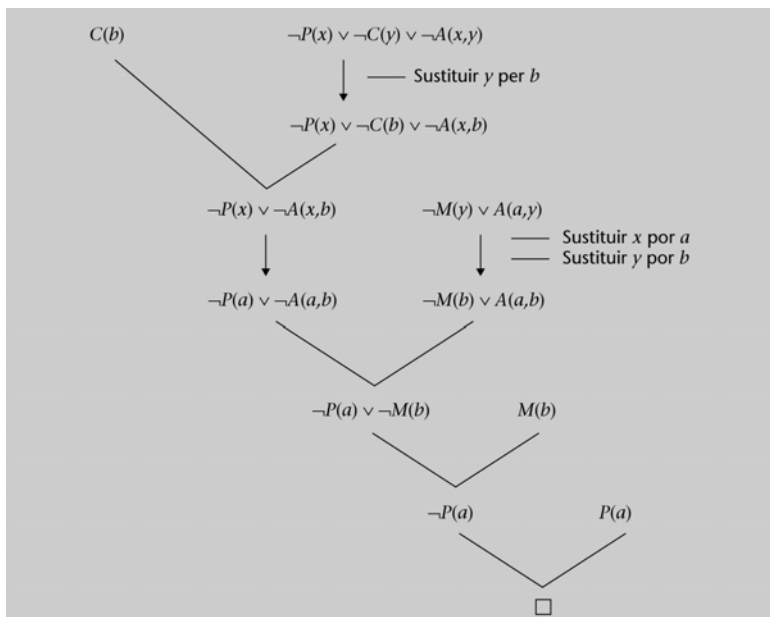 C(b) ¬P(x) ∨ ¬C(y) ∨ ¬A(x,y)
Sustituir y per b
¬P(x) ∨ ¬C(b) ∨ ¬A(x,b)
¬P(x) ∨ ¬A(x,b) ¬M(y) ∨ A(a,y)
Sustituir x por a
Sustituir y por b
¬P(a) ∨ ¬A(a,b) ¬M(b) ∨ A(a,b)
¬P(a) ∨ ¬M(b) M(b)
¬P(a) P(a)
□